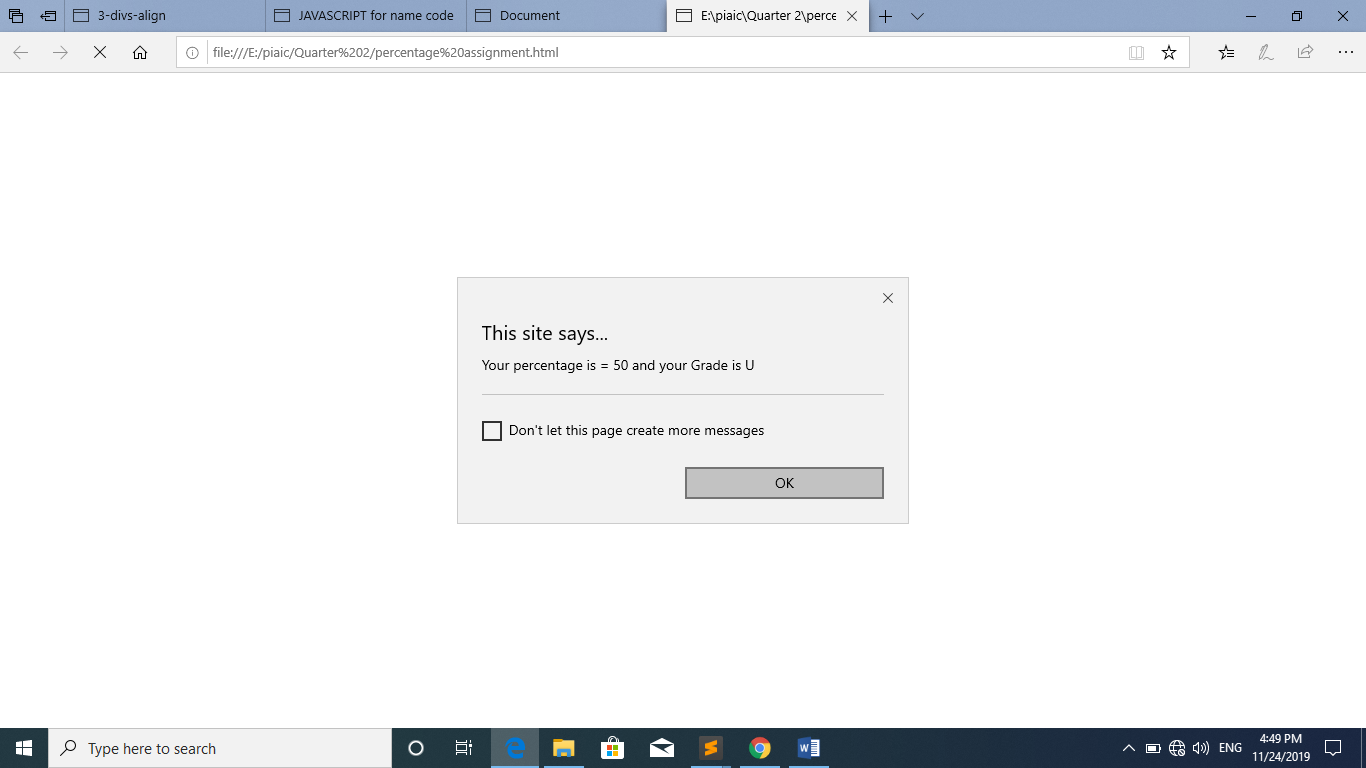 3-divs-align
JAVASCRIPT for name code
Document
E:\piaic\Quarter 2\perce
file:///E:/piaic/Quarter%202/percentage%20assignment.html
This site says...
Your percentage is = 50 and your Grade is U
Don't let this page create more messages
OK
Type here to search
ENG
4:49 PM
11/24/2019